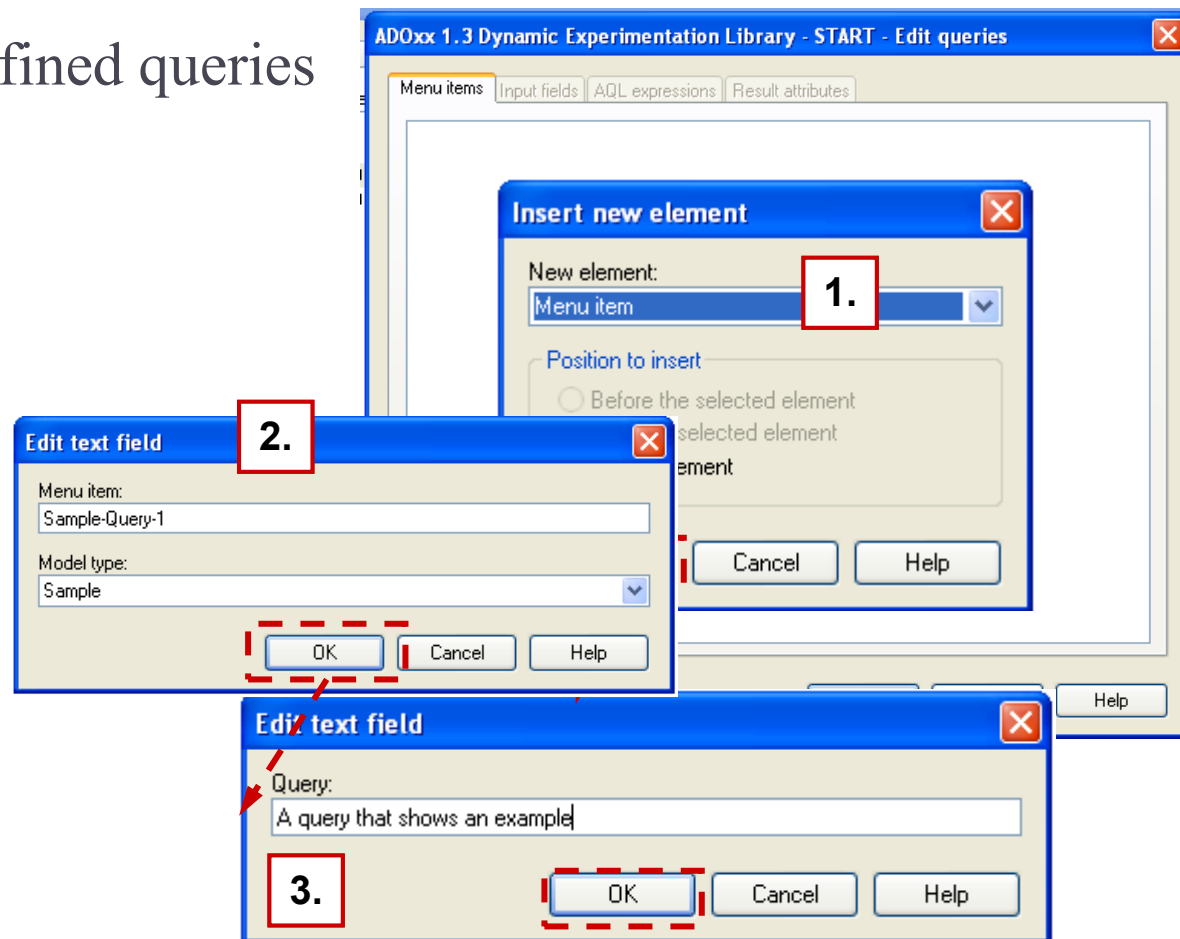 fined queries
ADOxx 1.3 Dynamic Experimentation Library - START - Edit queries
Menu items Input fields AQL expressions Result attributes
Insert new element
New element:
Menu item
1.
Position to insert
Before the selected element
selected element
ement
Cancel Help
2.
Edit text field
Menu item:
Sample-Query-1
Model type:
Sample
OK Cancel Help
Help
Edit text field
Query:
A query that shows an example
3.
OK Cancel Help